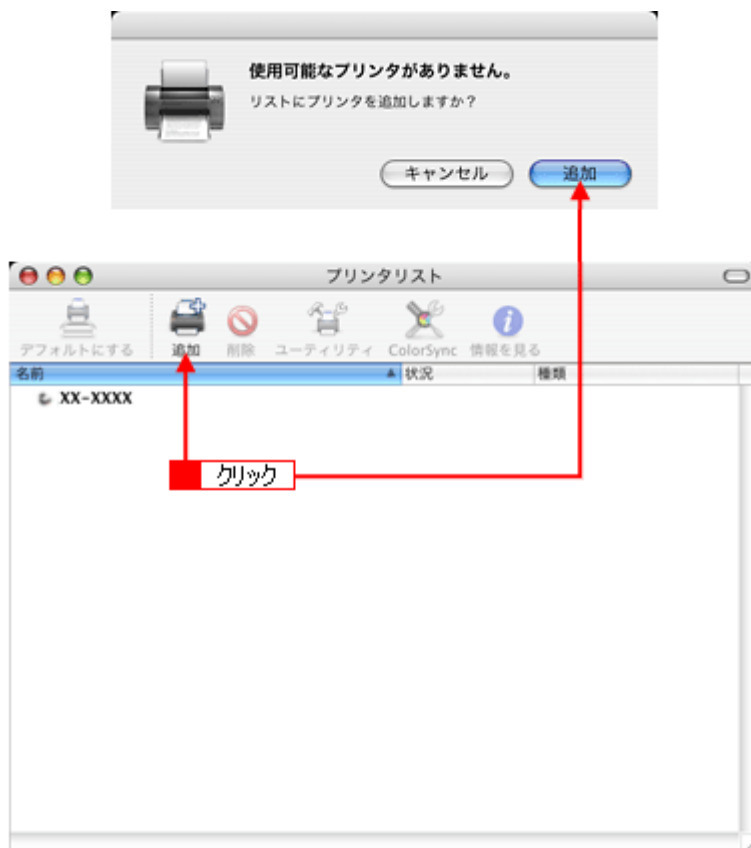 使用可能なプリンタがありません。
リストにプリンタを追加しますか？
キャンセル 追加
プリンタリスト
デフォルトにする 追加 削除 ユーティリティ ColorSync 情報を見る
名前 状況 種類
XX-XXXX
クリック